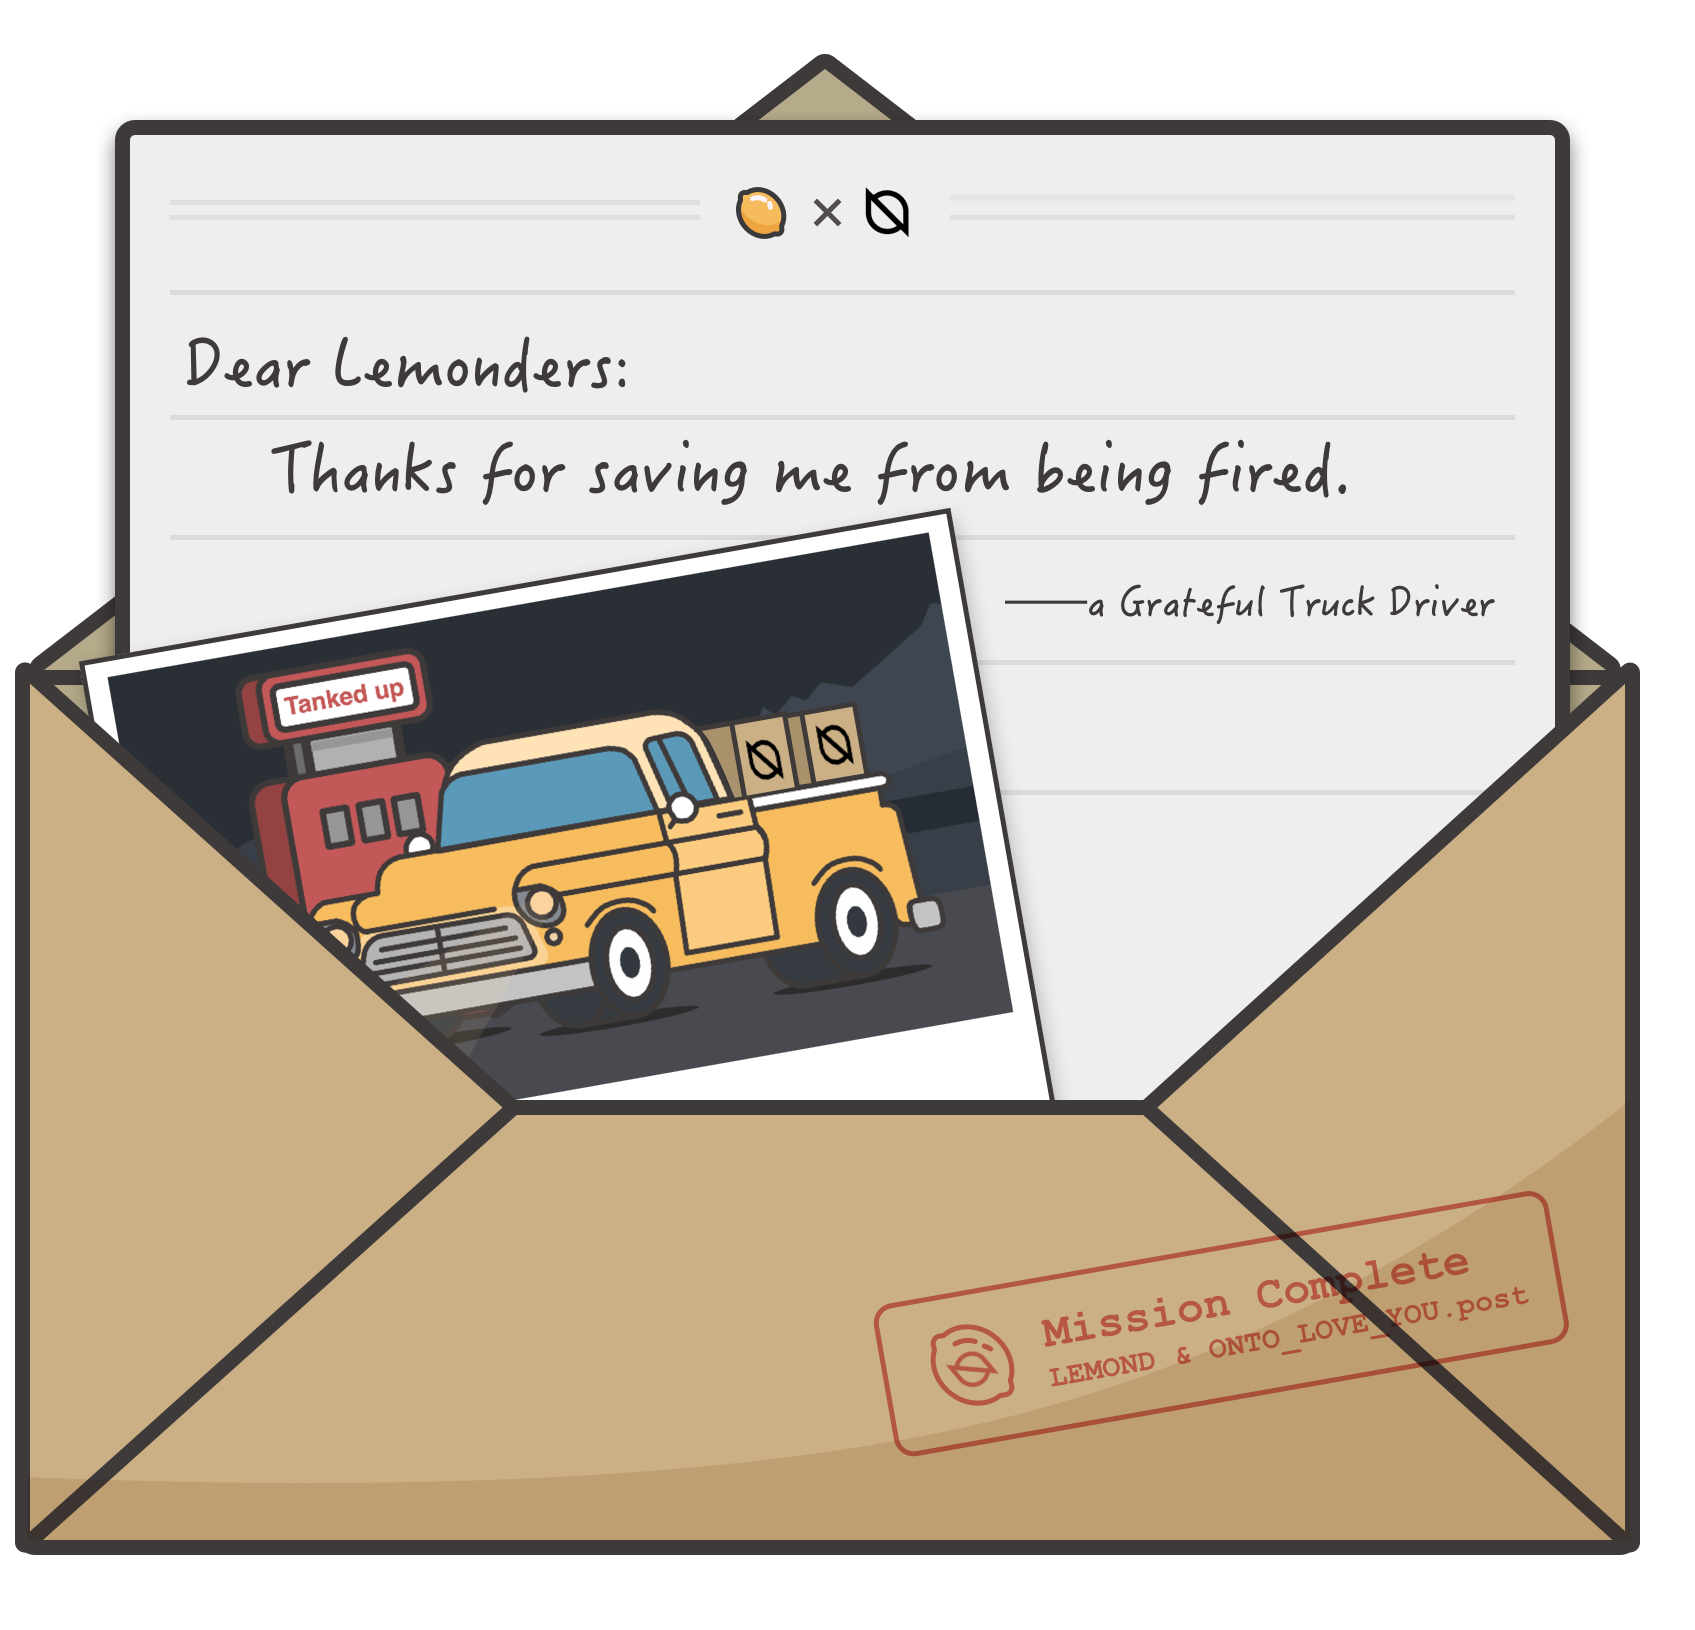 Dear Lemonders:
Thanks for saving me from being fired.
——a Grateful Truck Driver
Tanked up
Mission Complete
LEMOND & ONTO_LOVE_YOU.post